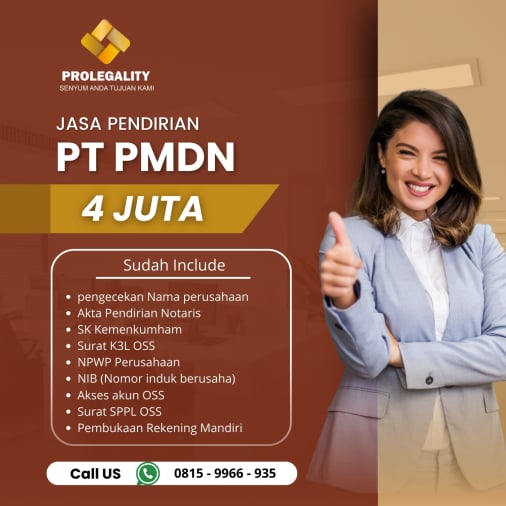 PROLEGALITY
SENYUM ANDA TUJUAN KAMI
JASA PENDIRIAN
PT PMDN
4 JUTA
Sudah Include
pengecekan Nama perusahaan
Akta Pendirian Notaris
SK Kemenkumham
Surat K3L OSS
NPWP Perusahaan
NIB (Nomor induk berusaha)
Akses akun OSS
Surat SPPL OSS
Pembukaan Rekening Mandiri
Call US 0815 - 9966 - 935